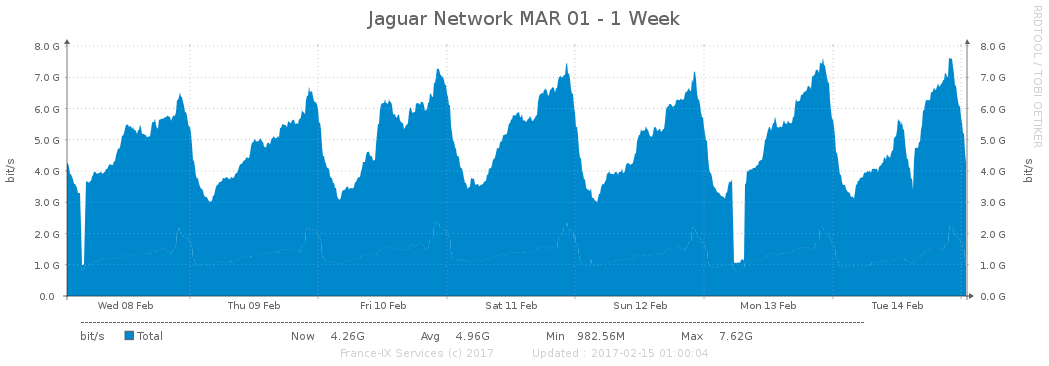 Jaguar Network MAR 01 - 1 Week
RRDTOOL / TOBI OETIKER
8.0 G 8.0 G
7.0 G 7.0 G
6.0 G 6.0 G
5.0 G 5.0 G
4.0 G 4.0 G
3.0 G 3.0 G
2.0 G 2.0 G
1.0 G 1.0 G
0.0 0.0 G
bit/s
bit/s
Wed 08 Feb Thu 09 Feb Fri 10 Feb Sat 11 Feb Sun 12 Feb Mon 13 Feb Tue 14 Feb
bit/s Total Now 4.26G Avg 4.96G Min 982.56M Max 7.62G
France-IX Services (c) 2017 Updated : 2017-02-15 01:00:04